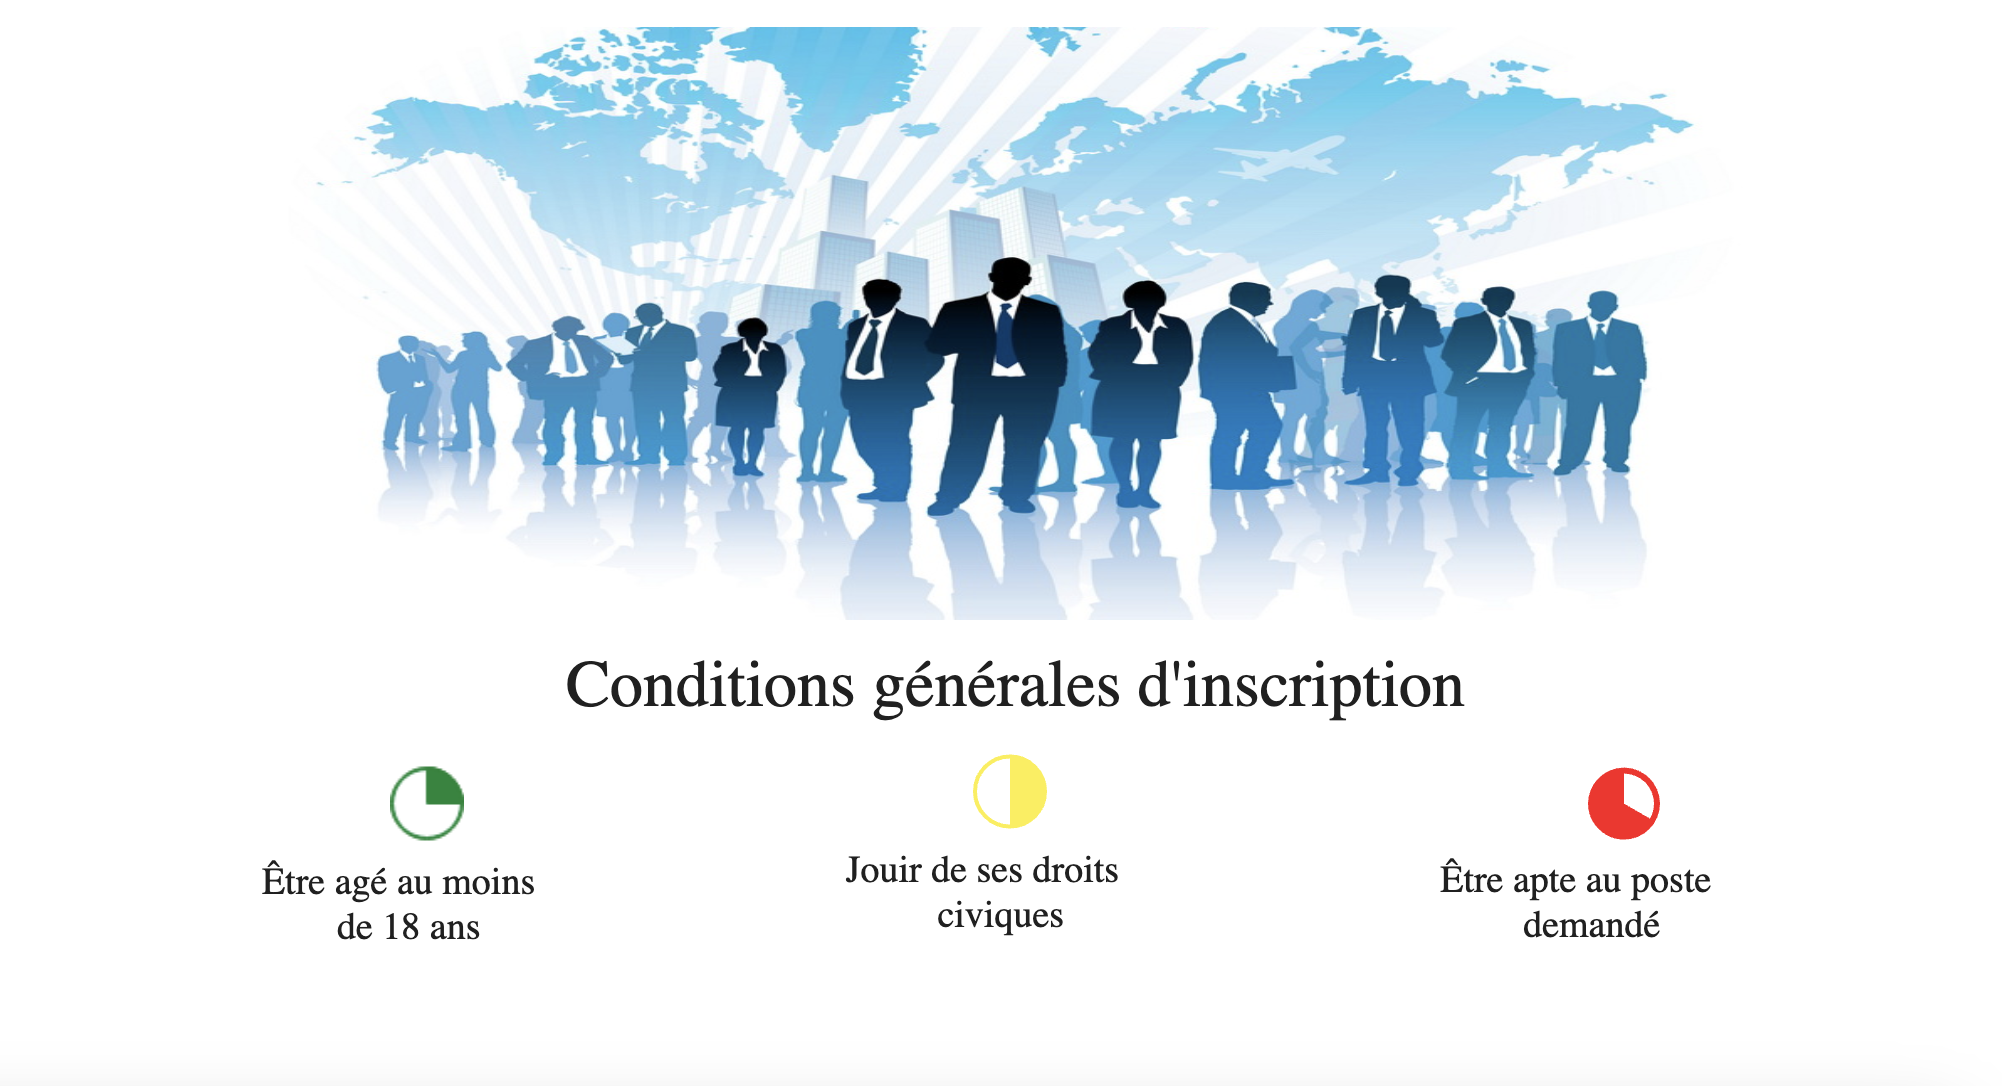 Conditions générales d'inscription
Être agé au moins
de 18 ans
Jouir de ses droits
civiques
Être apte au poste
demandé